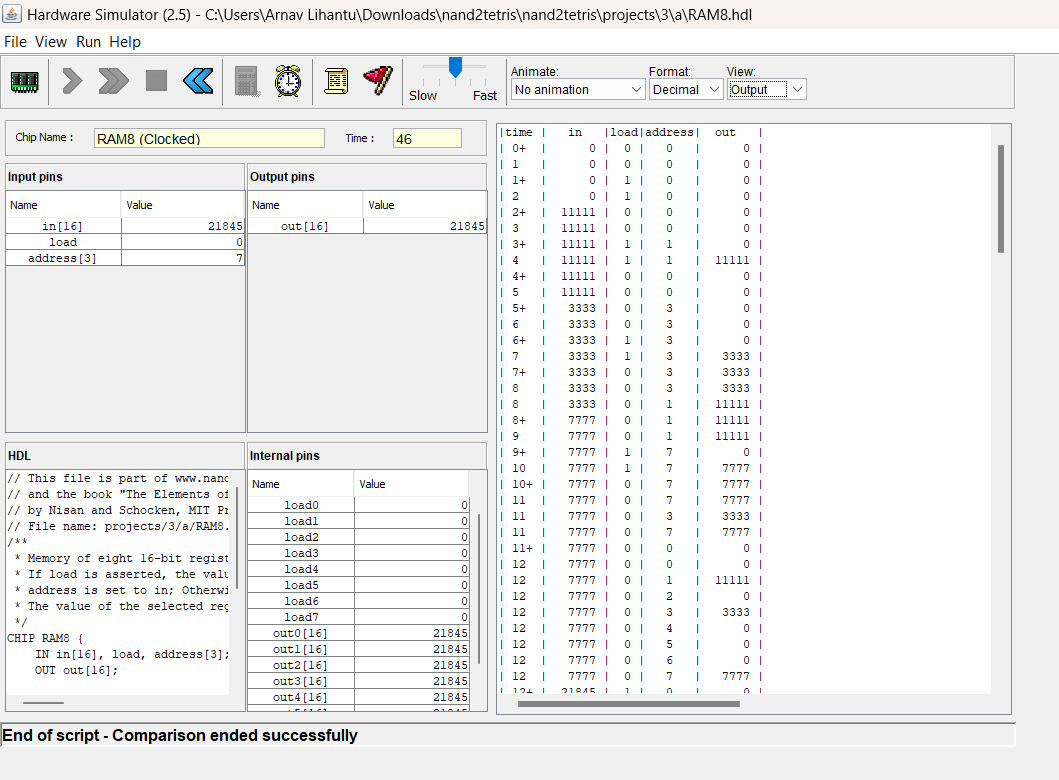 Hardware Simulator (2.5) - C:\Users\Arnav Lihantu\Downloads\nand2tetris\nand2tetris\projects\3\a\RAM8.hdl
File View Run Help
Slow Fast
Animate: Format: View:
No animation Decimal Output
Chip Name : RAM8 (Clocked) Time : 46
Input pins
Name Value
in[16] 21845
load 0
address[3] 7
Output pins
Name Value
out[16] 21845
HDL
// This file is part of www.nand
// and the book "The Elements of
// by Nisan and Schocken, MIT Pr
// File name: projects/3/a/RAM8.
/**
* Memory of eight 16-bit regist
* If load is asserted, the valu
* address is set to in; Otherwi
* The value of the selected reg
*/
CHIP RAM8 {
IN in[16], load, address[3];
OUT out[16];
Internal pins
Name Value
load0 0
load1 0
load2 0
load3 0
load4 0
load5 0
load6 0
load7 0
out0[16] 21845
out1[16] 21845
out2[16] 21845
out3[16] 21845
out4[16] 21845
|time | in |load|address| out |
| 0+ | 0 | 0 | 0 | 0 |
| 1 | 0 | 0 | 0 | 0 |
| 1+ | 0 | 1 | 0 | 0 |
| 2 | 0 | 1 | 0 | 0 |
| 2+ | 11111 | 0 | 0 | 0 |
| 3 | 11111 | 0 | 0 | 0 |
| 3+ | 11111 | 1 | 1 | 0 |
| 4 | 11111 | 1 | 1 | 11111 |
| 4+ | 11111 | 0 | 0 | 0 |
| 5 | 11111 | 0 | 0 | 0 |
| 5+ | 3333 | 0 | 3 | 0 |
| 6 | 3333 | 0 | 3 | 0 |
| 6+ | 3333 | 1 | 3 | 0 |
| 7 | 3333 | 1 | 3 | 3333 |
| 7+ | 3333 | 0 | 3 | 3333 |
| 8 | 3333 | 0 | 3 | 3333 |
| 8 | 3333 | 0 | 1 | 11111 |
| 8+ | 7777 | 0 | 1 | 11111 |
| 9 | 7777 | 0 | 1 | 11111 |
| 9+ | 7777 | 1 | 7 | 0 |
| 10 | 7777 | 1 | 7 | 7777 |
| 10+ | 7777 | 0 | 7 | 7777 |
| 11 | 7777 | 0 | 7 | 7777 |
| 11 | 7777 | 0 | 3 | 3333 |
| 11 | 7777 | 0 | 7 | 7777 |
| 11+ | 7777 | 0 | 0 | 0 |
| 12 | 7777 | 0 | 0 | 0 |
| 12 | 7777 | 0 | 1 | 11111 |
| 12 | 7777 | 0 | 2 | 0 |
| 12 | 7777 | 0 | 3 | 3333 |
| 12 | 7777 | 0 | 4 | 0 |
| 12 | 7777 | 0 | 5 | 0 |
| 12 | 7777 | 0 | 6 | 0 |
| 12 | 7777 | 0 | 7 | 7777 |
| 12+ | 21845 | 1 | 0 | 0 |
End of script - Comparison ended successfully